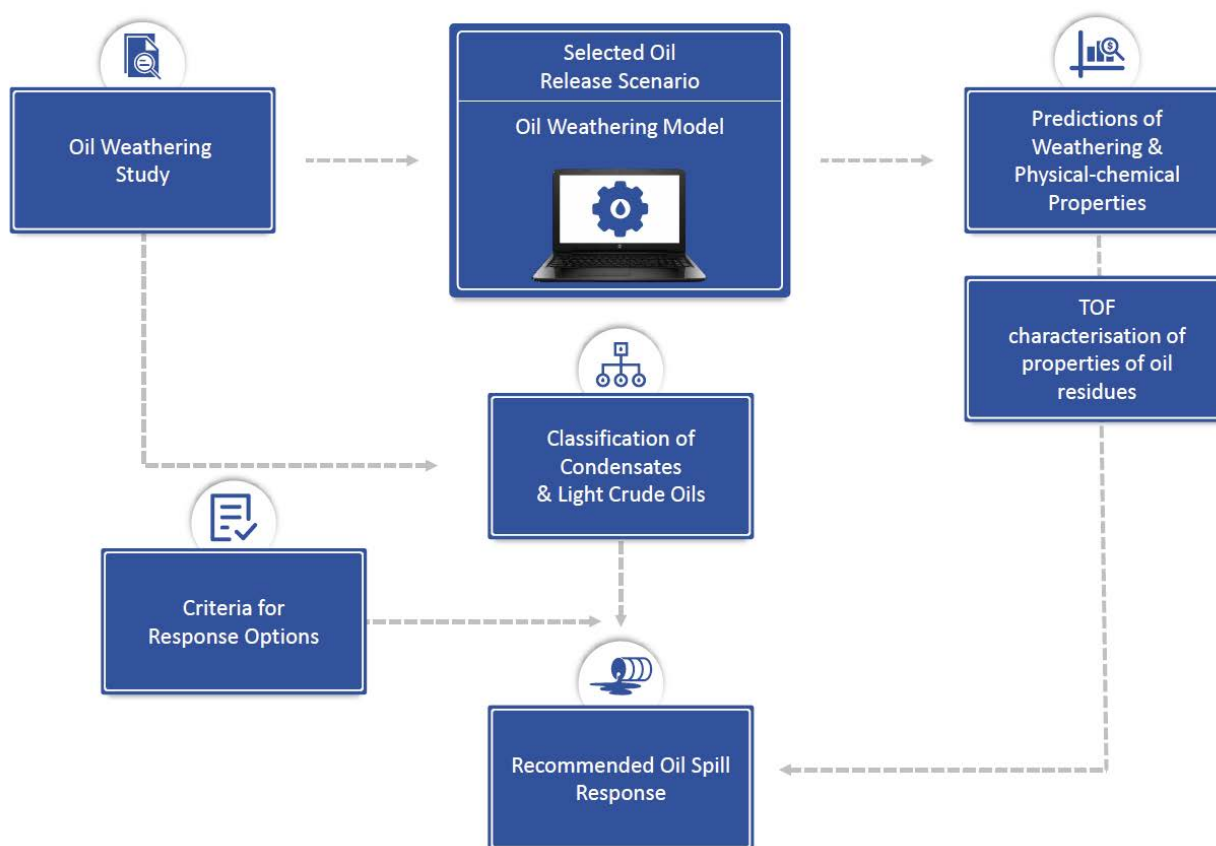 Oil Weathering
Study
Selected Oil
Release Scenario
Oil Weathering Model
Predictions of
Weathering &
Physical-chemical
Properties
TOF
characterisation of
properties of oil
residues
Classification of
Condensates
& Light Crude Oils
Criteria for
Response Options
Recommended Oil Spill
Response